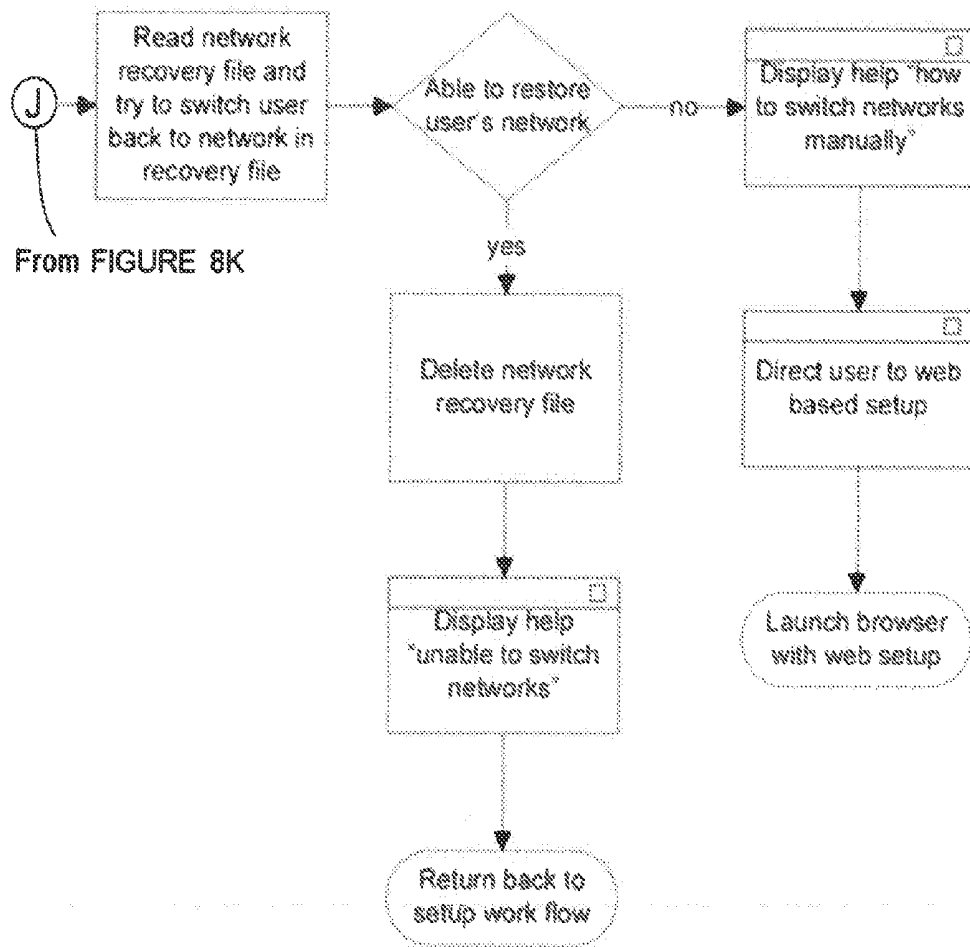 J
Read network
recovery file and
try to switch user
back to network in
recovery file
From FIGURE 8K
Able to restore
user's network
no
Display help "how
to switch networks
manually"
yes
Delete network
recovery file
Direct user to web
based setup
Display help
"unable to switch
networks"
Launch browser
with web setup
Return back to
setup work flow